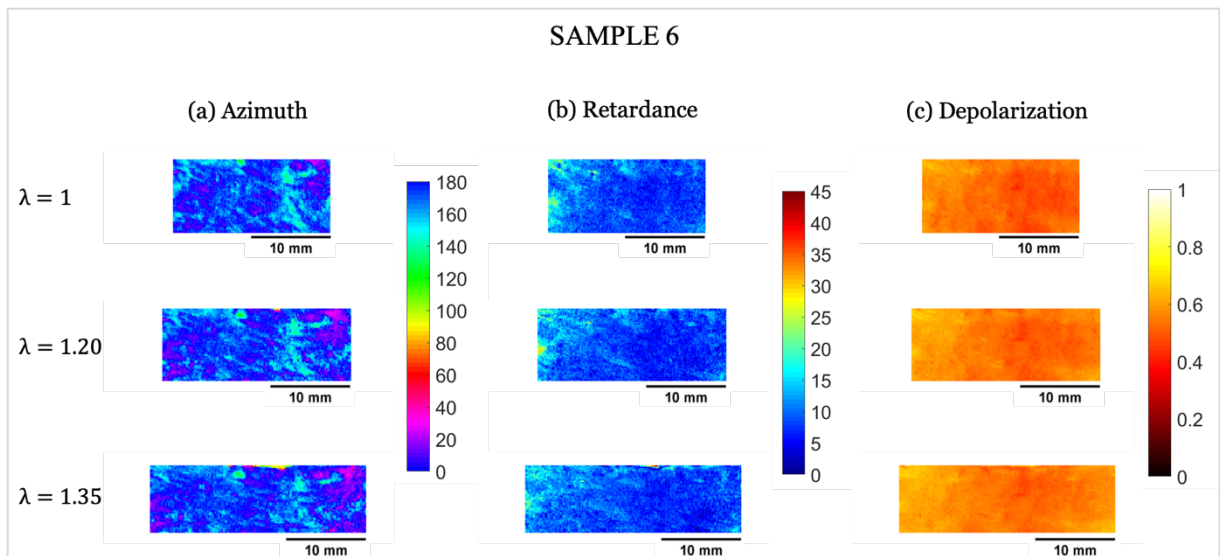 SAMPLE 6
(a) Azimuth
(b) Retardance
(c) Depolarization
λ = 1
10 mm
10 mm
10 mm
λ = 1.20
10 mm
10 mm
10 mm
λ = 1.35
10 mm
10 mm
10 mm
180
160
140
120
100
80
60
40
20
0
45
40
35
30
25
20
15
10
5
0
1
0.8
0.6
0.4
0.2
0